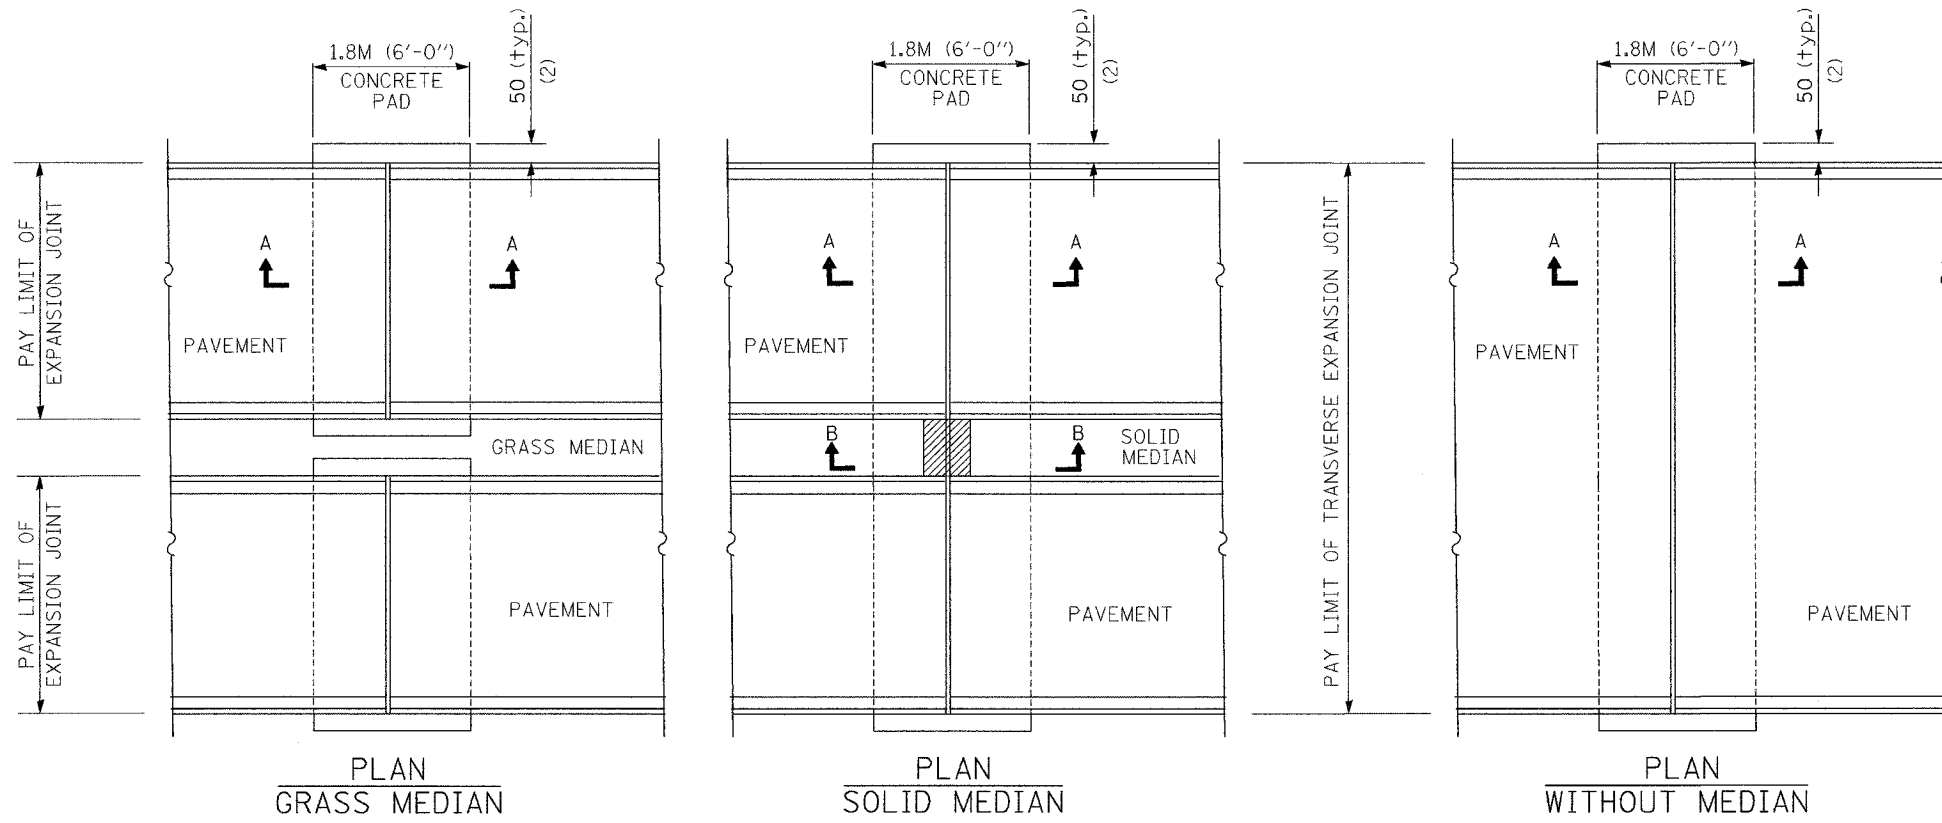 1.8M (6'-0")
CONCRETE
PAD
50 (typ.)
(2)
PAY LIMIT OF
EXPANSION JOINT
A
A
PAVEMENT
GRASS MEDIAN
PAY LIMIT OF
EXPANSION JOINT
PAVEMENT
PLAN
GRASS MEDIAN
1.8M (6'-0")
CONCRETE
PAD
50 (typ.)
(2)
A
A
PAVEMENT
B
B
SOLID
MEDIAN
PAVEMENT
PLAN
SOLID MEDIAN
PAY LIMIT OF TRANSVERSE EXPANSION JOINT
1.8M (6'-0")
CONCRETE
PAD
50 (typ.)
(2)
A
A
PAVEMENT
PAVEMENT
PLAN
WITHOUT MEDIAN